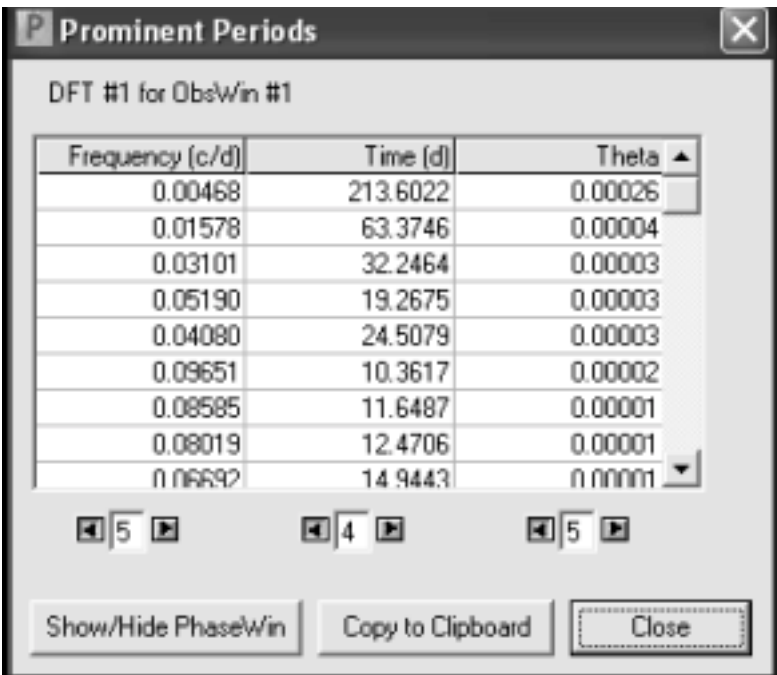 P Prominent Periods
DFT #1 for ObsWin #1
Frequency (c/d) Time (d) Theta
0.00468 213.6022 0.00026
0.01578 63.3746 0.00004
0.03101 32.2464 0.00003
0.05190 19.2675 0.00003
0.04080 24.5079 0.00003
0.09651 10.3617 0.00002
0.08585 11.6487 0.00001
0.08019 12.4706 0.00001
0.06692 14.9443 0.00001
5 4 5
Show/Hide PhaseWin Copy to Clipboard Close